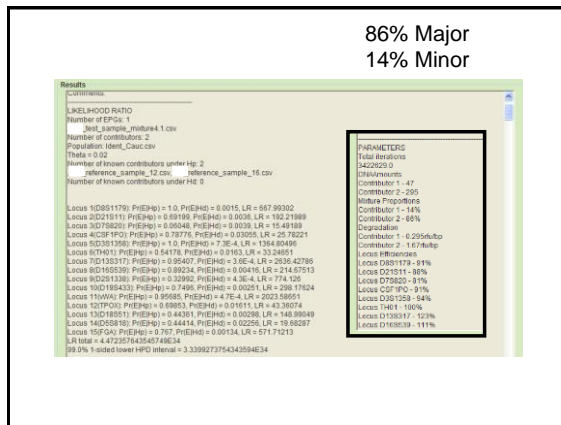 86% Major
14% Minor
Results
Comments:
LIKELIHOOD RATIO
Number of EPGs: 1
_test_sample_mixture4.1.csv
Number of contributors: 2
Population: Ident_Cauc.csv
Theta = 0.02
Number of known contributors under Hp: 2
_reference_sample_12.csv, _reference_sample_16.csv
Number of known contributors under Hd: 0
Locus 1(D8S1179): Pr(E|Hp) = 1.0, Pr(E|Hd) = 0.0015, LR = 667.99302
Locus 2(D21S11): Pr(E|Hp) = 0.69199, Pr(E|Hd) = 0.0036, LR = 192.21989
Locus 3(D7S820): Pr(E|Hp) = 0.06048, Pr(E|Hd) = 0.0039, LR = 15.49189
Locus 4(CSF1PO): Pr(E|Hp) = 0.78776, Pr(E|Hd) = 0.03055, LR = 25.78221
Locus 5(D3S1358): Pr(E|Hp) = 1.0, Pr(E|Hd) = 7.3E-4, LR = 1364.80496
Locus 6(TH01): Pr(E|Hp) = 0.54178, Pr(E|Hd) = 0.0163, LR = 33.24651
Locus 7(D13S317): Pr(E|Hp) = 0.95407, Pr(E|Hd) = 3.6E-4, LR = 2636.42786
Locus 8(D16S539): Pr(E|Hp) = 0.89234, Pr(E|Hd) = 0.00416, LR = 214.67513
Locus 9(D2S1338): Pr(E|Hp) = 0.32992, Pr(E|Hd) = 4.3E-4, LR = 774.126
Locus 10(D19S433): Pr(E|Hp) = 0.7496, Pr(E|Hd) = 0.00251, LR = 298.17624
Locus 11(vWA): Pr(E|Hp) = 0.95685, Pr(E|Hd) = 4.7E-4, LR = 2023.58651
Locus 12(TPOX): Pr(E|Hp) = 0.69853, Pr(E|Hd) = 0.01611, LR = 43.36074
Locus 13(D18S51): Pr(E|Hp) = 0.44361, Pr(E|Hd) = 0.00298, LR = 148.99049
Locus 14(D5S818): Pr(E|Hp) = 0.44414, Pr(E|Hd) = 0.02256, LR = 19.68287
Locus 15(FGA): Pr(E|Hp) = 0.767, Pr(E|Hd) = 0.00134, LR = 571.71213
LR total = 4.472357643545749E34
99.0% 1-sided lower HPD interval = 3.3399273754343594E34
PARAMETERS
Total iterations
3422629.0
DNAAmounts
Contributor 1 - 47
Contributor 2 - 295
Mixture Proportions
Contributor 1 - 14%
Contributor 2 - 86%
Degradation
Contributor 1 - 0.295rfu/bp
Contributor 2 - 1.67rfu/bp
Locus Efficiencies
Locus D8S1179 - 81%
Locus D21S11 - 88%
Locus D7S820 - 81%
Locus CSF1PO - 91%
Locus D3S1358 - 94%
Locus TH01 - 100%
Locus D13S317 - 123%
Locus D16S539 - 111%